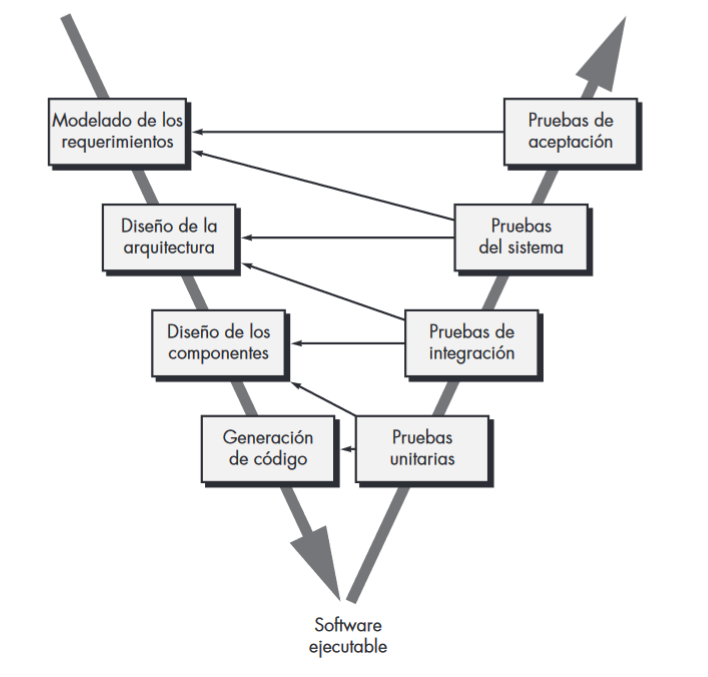 Modelado de los
requerimientos
Pruebas de
aceptación
Diseño de la
arquitectura
Pruebas
del sistema
Diseño de los
componentes
Pruebas de
integración
Generación
de código
Pruebas
unitarias
Software
ejecutable